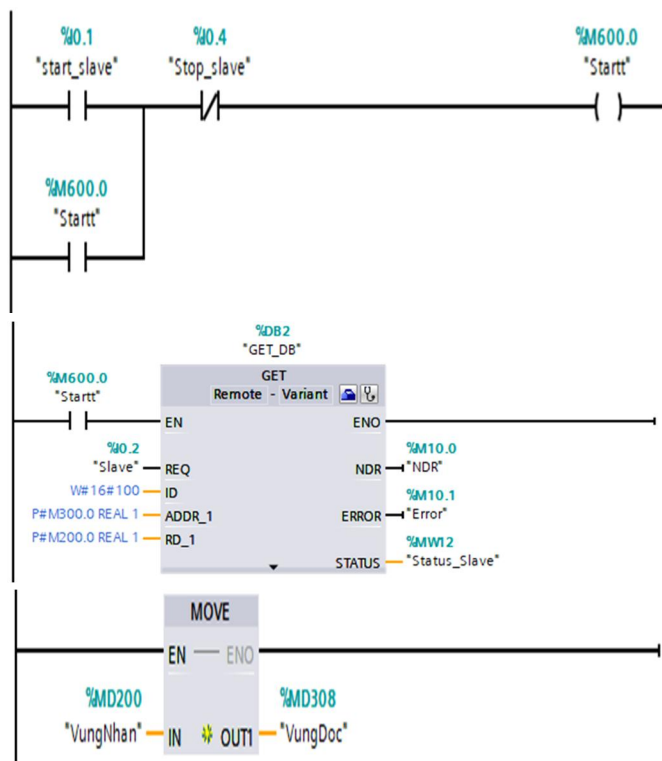 %I0.1
"start_slave"
%I0.4
"Stop_slave"
%M600.0
"Startt"
%M600.0
"Startt"
%DB2
"GET_DB"
GET
Remote - Variant
%M600.0
"Startt"
EN
ENO
%I0.2
"Slave"
REQ
%M10.0
NDR
"NDR"
W#16#100
ID
%M10.1
P#M300.0 REAL 1
ADDR_1
ERROR
"Error"
P#M200.0 REAL 1
RD_1
%MW12
STATUS
"Status_Slave"
MOVE
EN
ENO
%MD200
"VungNhan"
IN
OUT1
%MD308
"VungDoc"